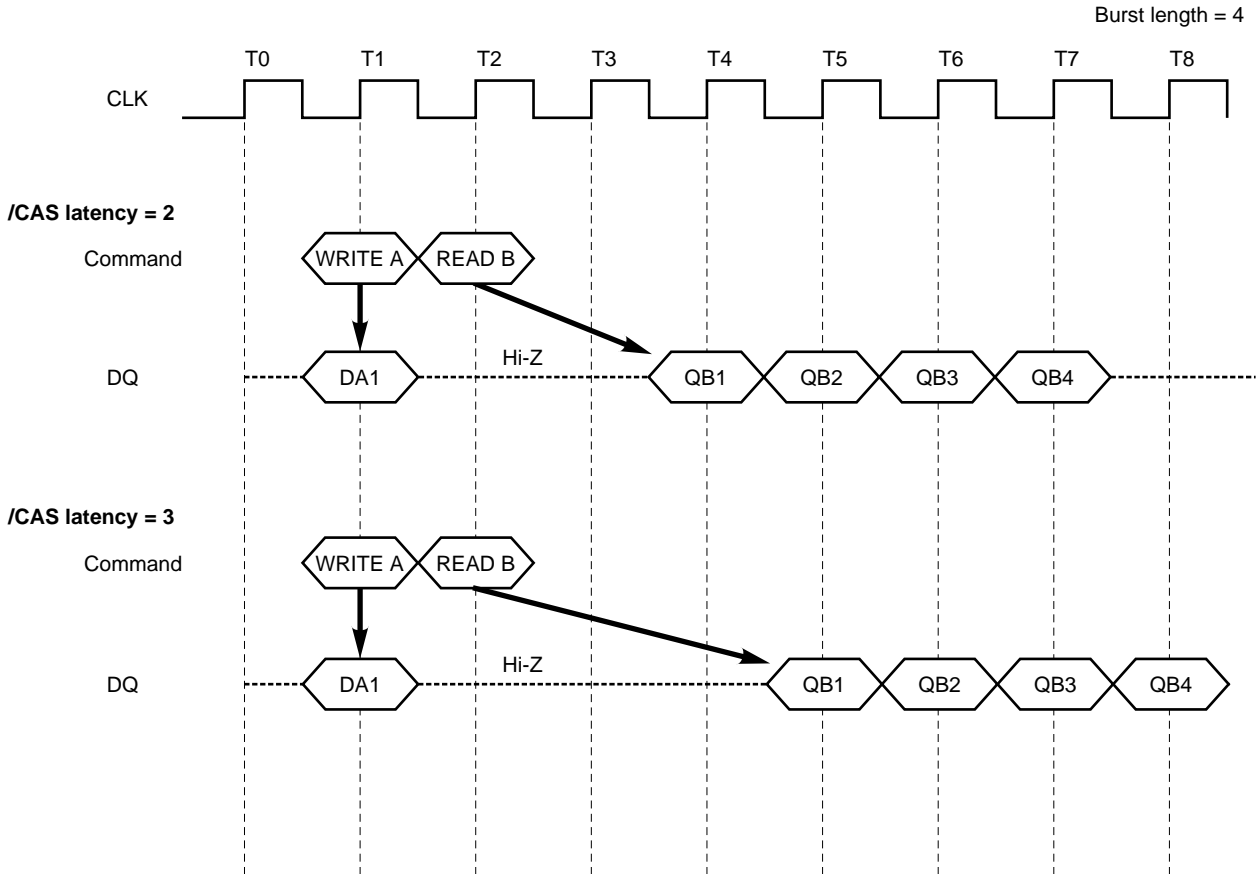 Burst length = 4
T0 T1 T2 T3 T4 T5 T6 T7 T8
CLK
/CAS latency = 2
Command WRITE A READ B
Hi-Z
DQ DA1 QB1 QB2 QB3 QB4
/CAS latency = 3
Command WRITE A READ B
Hi-Z
DQ DA1 QB1 QB2 QB3 QB4